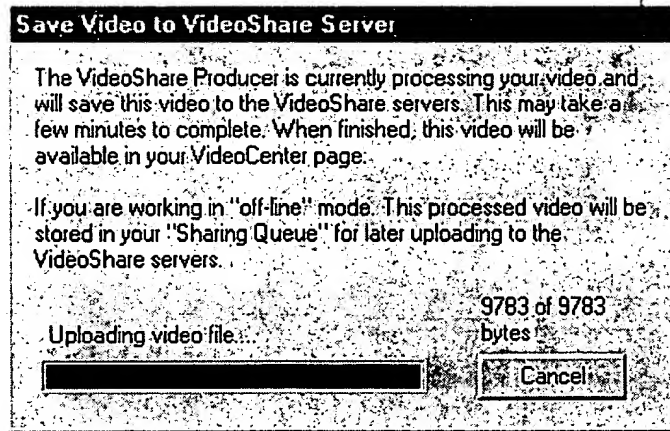 Save Video to VideoShare Server
The VideoShare Producer is currently processing your video and
will save this video to the VideoShare servers. This may take a
few minutes to complete. When finished, this video will be
available in your VideoCenter page.
If you are working in "off-line" mode. This processed video will be
stored in your "Sharing Queue" for later uploading to the
VideoShare servers.
9783 of 9783
bytes
Uploading video file...
Cancel